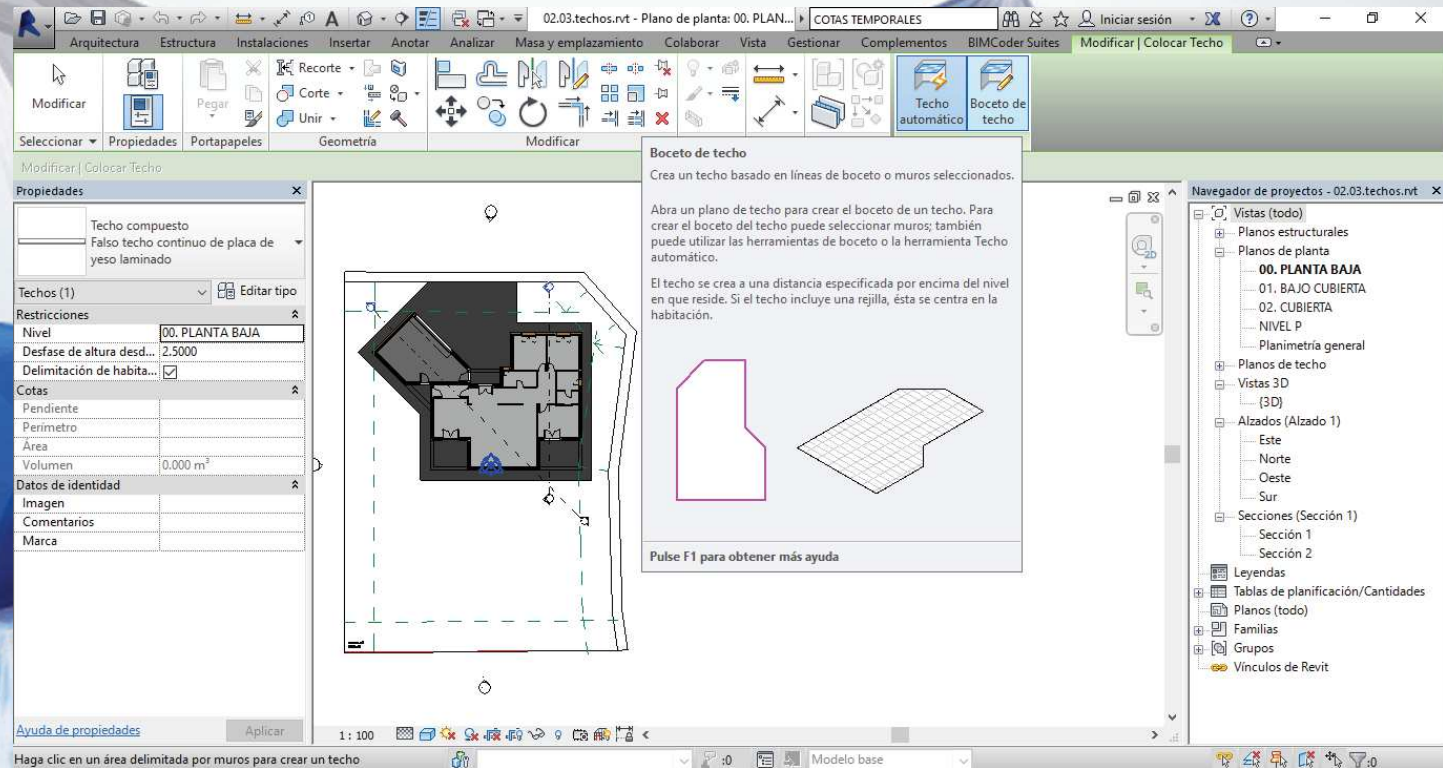 02.03.techos.rvt - Plano de planta: 00. PLAN...
COTAS TEMPORALES
Iniciar sesión
Arquitectura Estructura Instalaciones Insertar Anotar Analizar Masa y emplazamiento Colaborar Vista Gestionar Complementos BIMCoder Suites Modificar | Colocar Techo
Modificar
Pegar
Recorte
Corte
Unir
Techo automático
Boceto de techo
Seleccionar Propiedades Portapapeles Geometría Modificar
Modificar | Colocar Techo
Propiedades
Techo compuesto
Falso techo continuo de placa de
yeso laminado
Techos (1) Editar tipo
Restricciones
Nivel 00. PLANTA BAJA
Desfase de altura desd... 2.5000
Delimitación de habita...
Cotas
Pendiente
Perímetro
Área
Volumen 0.000 m³
Datos de identidad
Imagen
Comentarios
Marca
Ayuda de propiedades Aplicar
Boceto de techo
Crea un techo basado en líneas de boceto o muros seleccionados.
Abra un plano de techo para crear el boceto de un techo. Para
crear el boceto del techo puede seleccionar muros; también
puede utilizar las herramientas de boceto o la herramienta Techo
automático.
El techo se crea a una distancia especificada por encima del nivel
en que reside. Si el techo incluye una rejilla, ésta se centra en la
habitación.
Pulse F1 para obtener más ayuda
2D
Navegador de proyectos - 02.03.techos.rvt
Vistas (todo)
Planos estructurales
Planos de planta
00. PLANTA BAJA
01. BAJO CUBIERTA
02. CUBIERTA
NIVEL P
Planimetría general
Planos de techo
Vistas 3D
{3D}
Alzados (Alzado 1)
Este
Norte
Oeste
Sur
Secciones (Sección 1)
Sección 1
Sección 2
Leyendas
Tablas de planificación/Cantidades
Planos (todo)
Familias
Grupos
Vínculos de Revit
1 : 100
Haga clic en un área delimitada por muros para crear un techo
:0
Modelo base
:0